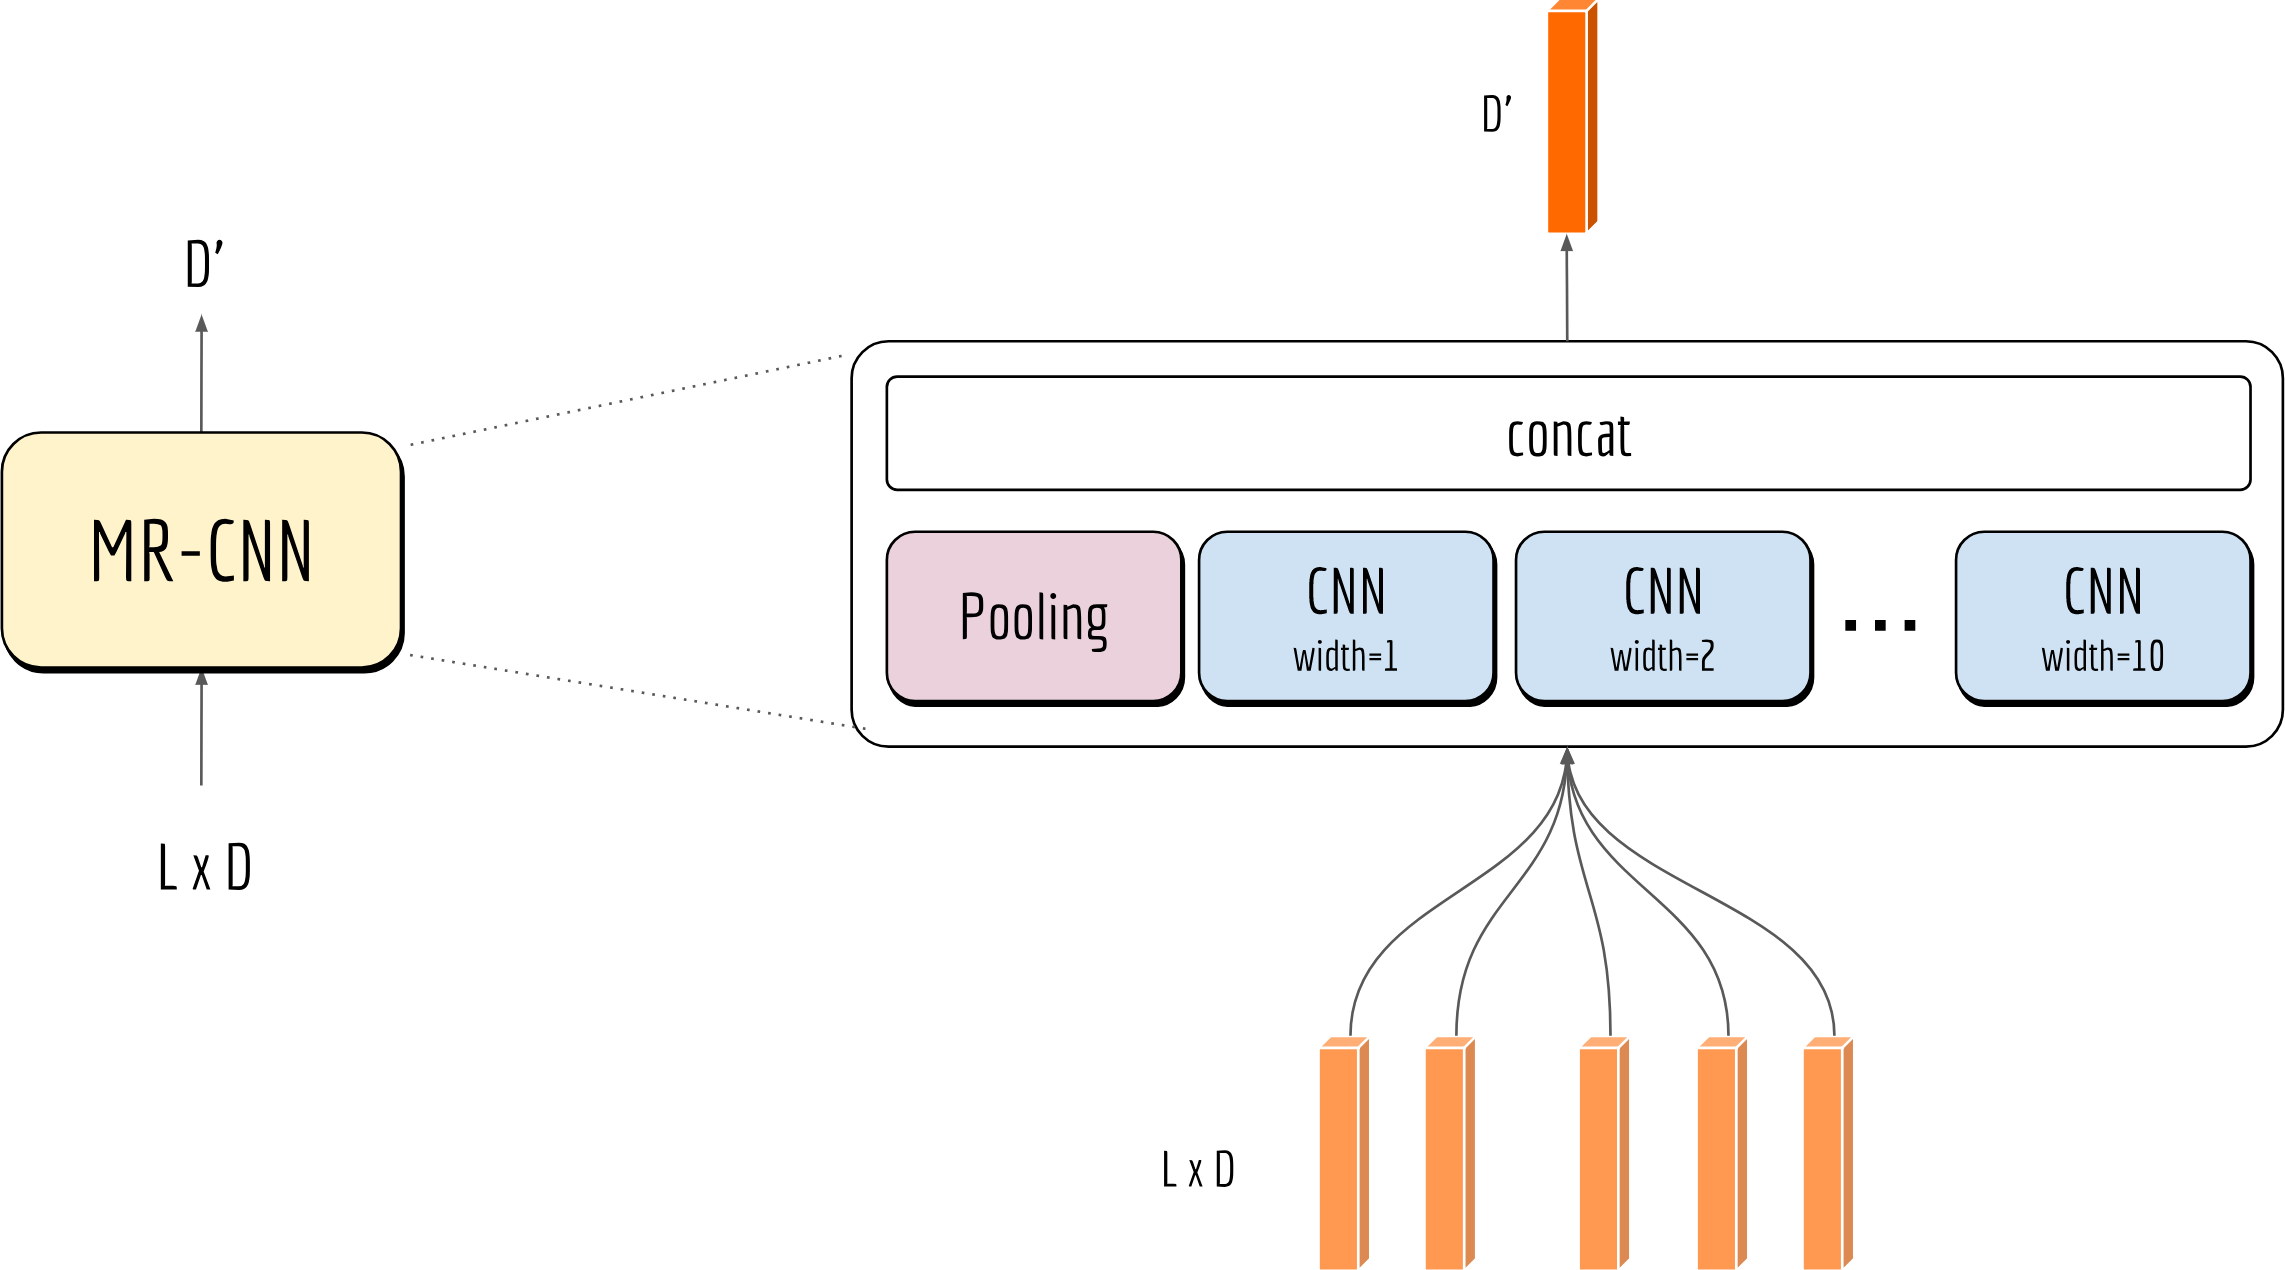 D'
MR-CNN
L x D
D'
concat
Pooling
CNN
width=1
CNN
width=2
...
CNN
width=10
L x D